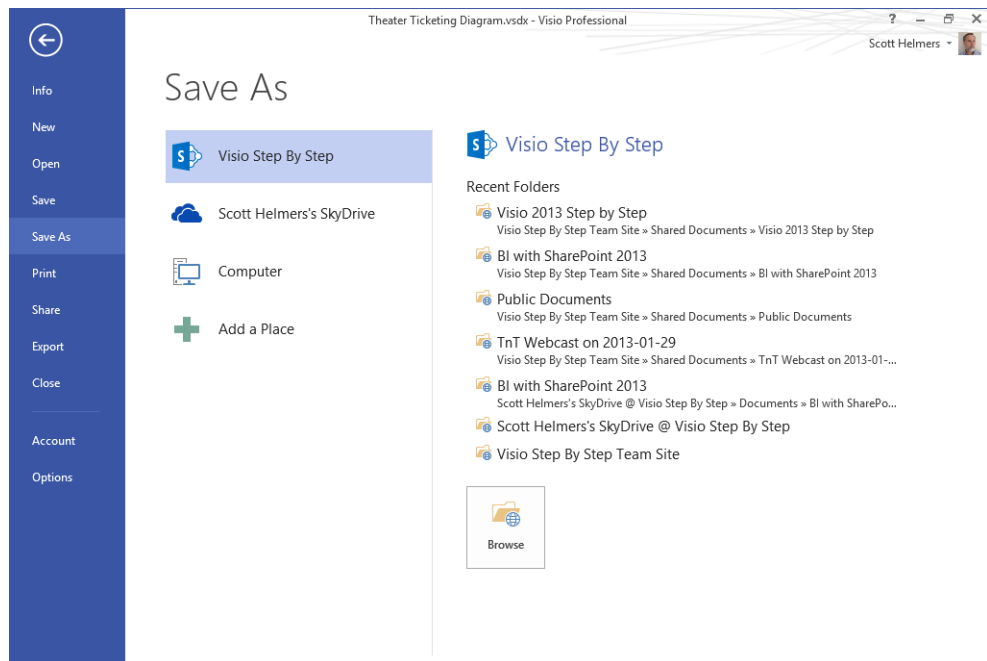 Theater Ticketing Diagram.vsdx - Visio Professional
?
Scott Helmers
Info
New
Open
Save
Save As
Print
Share
Export
Close
Account
Options
Save As
Visio Step By Step
Scott Helmers's SkyDrive
Computer
Add a Place
Visio Step By Step
Recent Folders
Visio 2013 Step by Step
Visio Step By Step Team Site » Shared Documents » Visio 2013 Step by Step
BI with SharePoint 2013
Visio Step By Step Team Site » Shared Documents » BI with SharePoint 2013
Public Documents
Visio Step By Step Team Site » Shared Documents » Public Documents
TnT Webcast on 2013-01-29
Visio Step By Step Team Site » Shared Documents » TnT Webcast on 2013-01-...
BI with SharePoint 2013
Scott Helmers's SkyDrive @ Visio Step By Step » Documents » BI with SharePo...
Scott Helmers's SkyDrive @ Visio Step By Step
Visio Step By Step Team Site
Browse